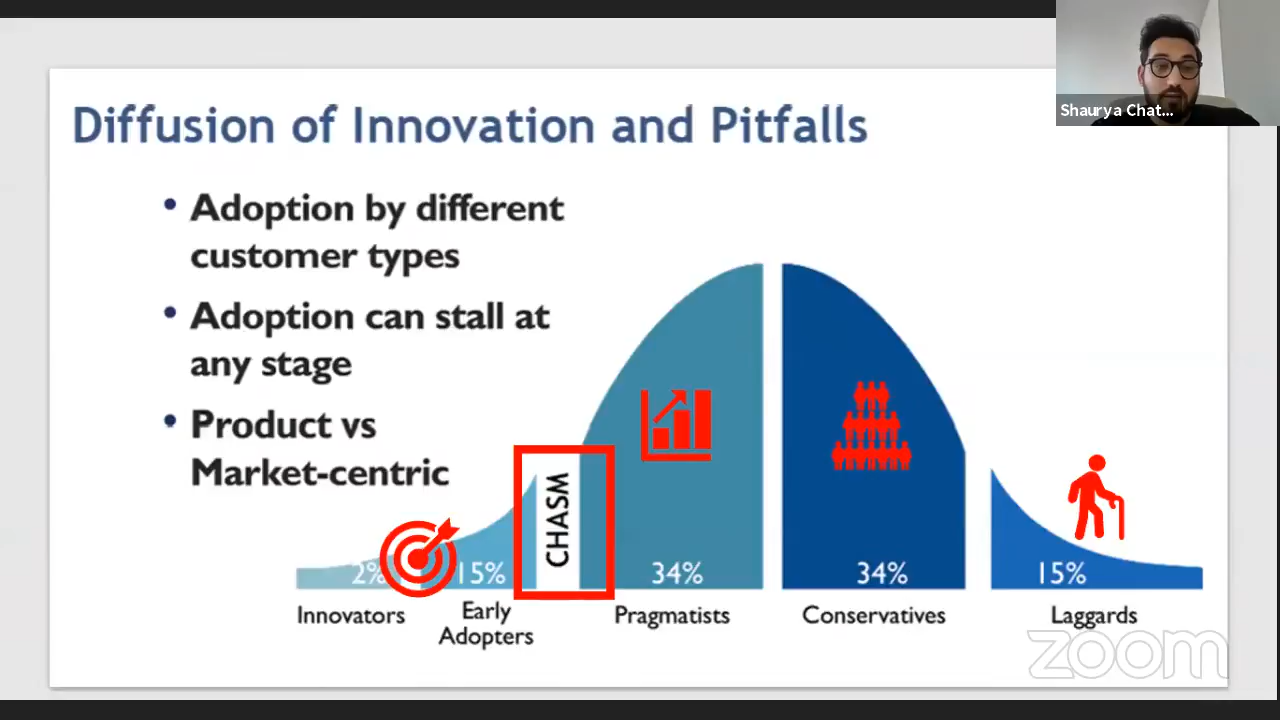 Shaurya Chat...
Diffusion of Innovation and Pitfalls
• Adoption by different
customer types
• Adoption can stall at
any stage
• Product vs
Market-centric
CHASM
2%
15%
34%
34%
15%
Innovators
Early
Adopters
Pragmatists
Conservatives
Laggards
zoom